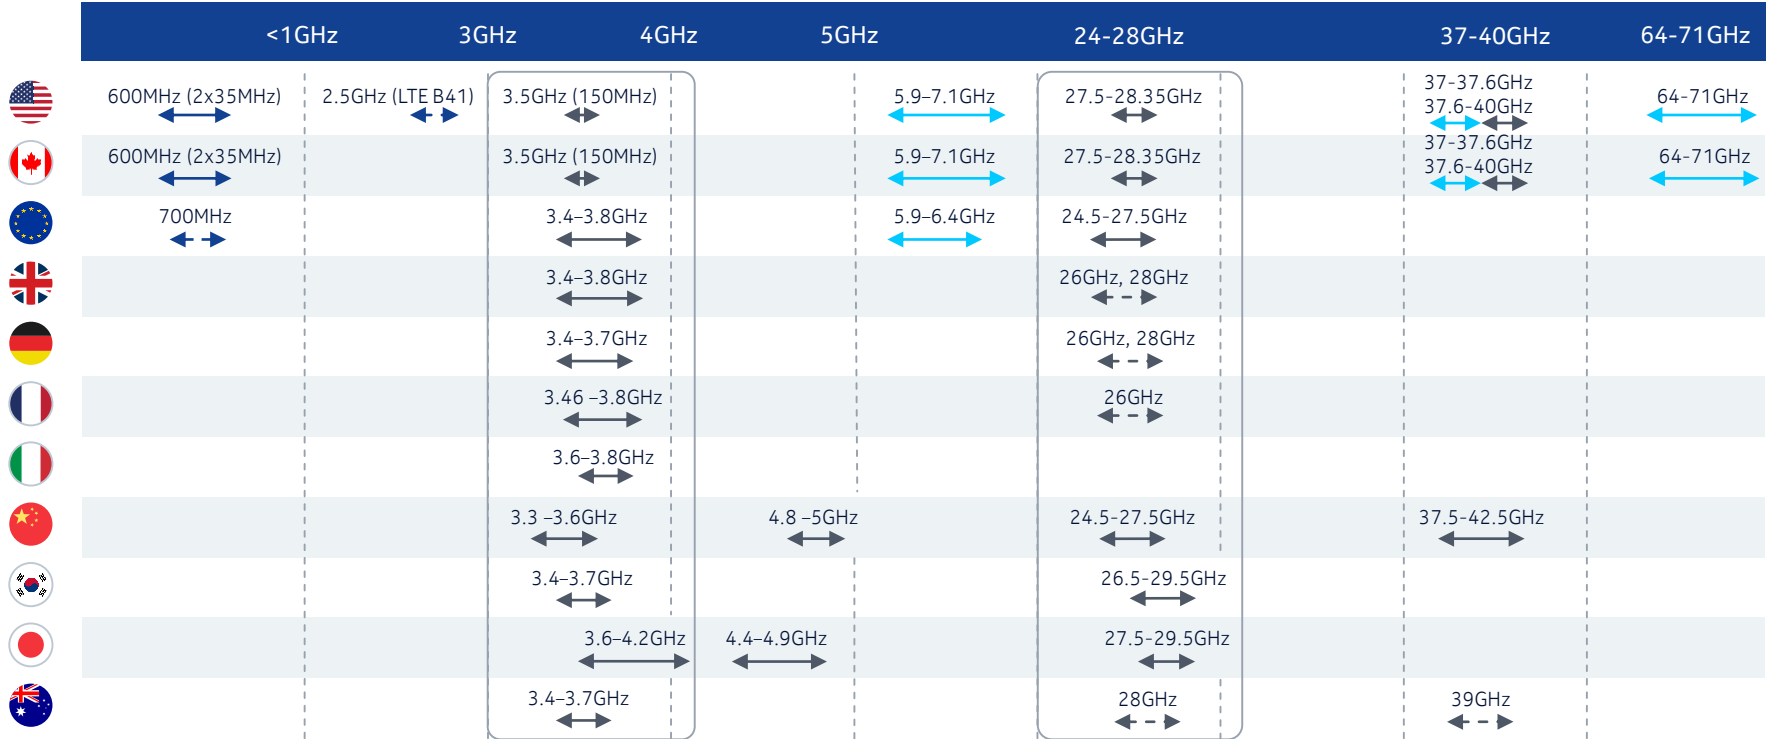 <1GHz 3GHz 4GHz 5GHz 24-28GHz 37-40GHz 64-71GHz
600MHz (2x35MHz) 2.5GHz (LTE B41) 3.5GHz (150MHz) 5.9–7.1GHz 27.5-28.35GHz 37-37.6GHz 64-71GHz
37.6-40GHz
600MHz (2x35MHz) 3.5GHz (150MHz) 5.9–7.1GHz 27.5-28.35GHz 37-37.6GHz 64-71GHz
37.6-40GHz
700MHz 3.4–3.8GHz 5.9–6.4GHz 24.5-27.5GHz
3.4–3.8GHz 26GHz, 28GHz
3.4–3.7GHz 26GHz, 28GHz
3.46 –3.8GHz 26GHz
3.6–3.8GHz
3.3 –3.6GHz 4.8 –5GHz 24.5-27.5GHz 37.5-42.5GHz
3.4–3.7GHz 26.5-29.5GHz
3.6–4.2GHz 4.4–4.9GHz 27.5-29.5GHz
3.4–3.7GHz 28GHz 39GHz